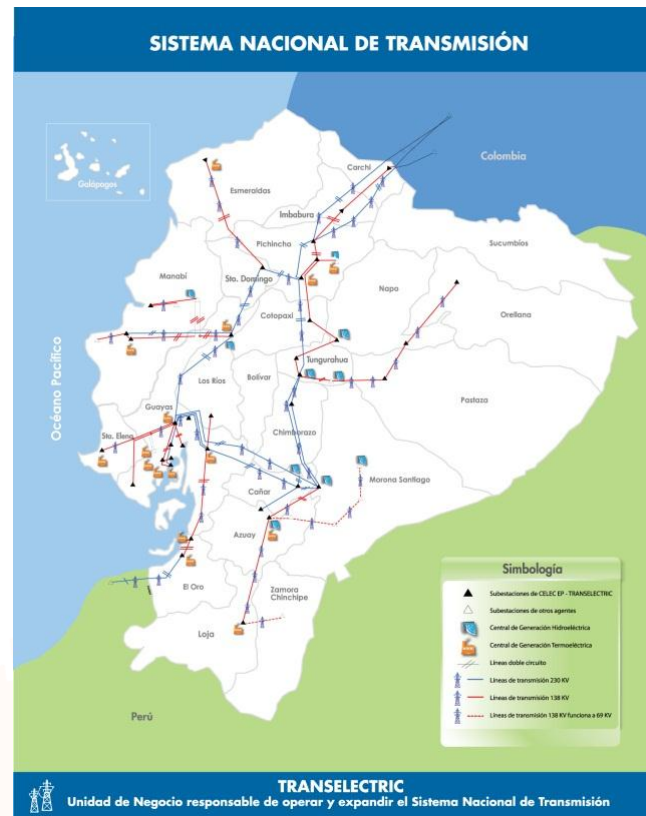 SISTEMA NACIONAL DE TRANSMISIÓN
Galápagos
Colombia
Carchi
Esmeraldas
Imbabura
Pichincha
Sucumbíos
Manabí
Sto. Domingo
Napo
Orellana
Cotopaxi
Océano Pacífico
Tungurahua
Los Ríos
Bolívar
Pastaza
Guayas
Sta. Elena
Chimborazo
Morona Santiago
Cañar
Azuay
El Oro
Zamora
Chinchipe
Loja
Perú
Simbología
Subestaciones de CELEC EP - TRANSELECTRIC
Subestaciones de otros agentes
Central de Generación Hidroeléctrica
Central de Generación Termoeléctrica
Líneas doble circuito
Líneas de transmisión 230 KV
Líneas de transmisión 138 KV
Líneas de transmisión 138 KV funciona a 69 KV
TRANSELECTRIC
Unidad de Negocio responsable de operar y expandir el Sistema Nacional de Transmisión